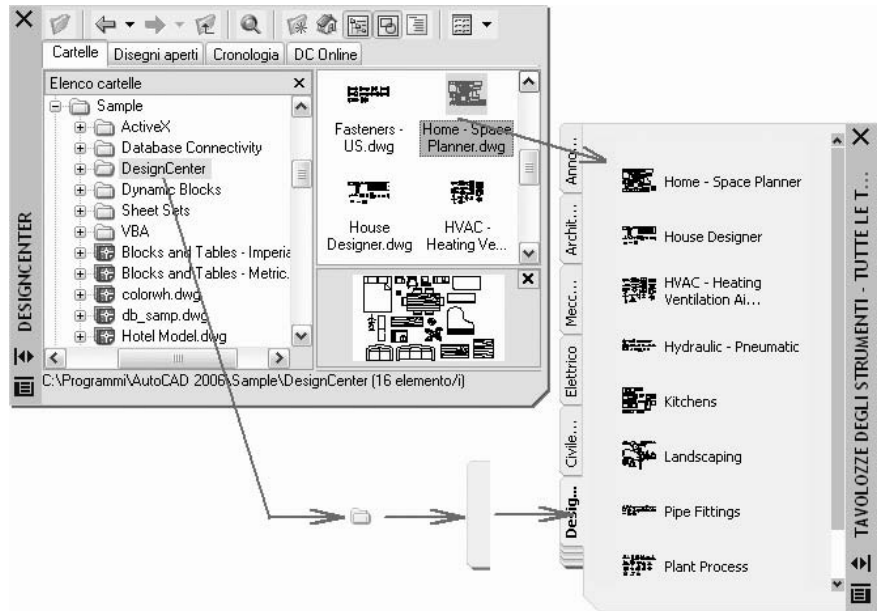 Cartelle
Disegni aperti
Cronologia
DC Online
Elenco cartelle
Sample
ActiveX
Database Connectivity
DesignCenter
Dynamic Blocks
Sheet Sets
VBA
Blocks and Tables - Imperia
Blocks and Tables - Metric.
colorwh.dwg
db_samp.dwg
Hotel Model.dwg
Fasteners -
US.dwg
Home - Space
Planner.dwg
House
Designer.dwg
HVAC -
Heating Ve...
C:\Programmi\AutoCAD 2006\Sample\DesignCenter (16 elemento/i)
DESIGNCENTER
Anno...
Archit...
Mecc...
Elettrico
Civile...
Desig...
Home - Space Planner
House Designer
HVAC - Heating
Ventilation Ai...
Hydraulic - Pneumatic
Kitchens
Landscaping
Pipe Fittings
Plant Process
TAVOLOZZE DEGLI STRUMENTI - TUTTE LE T...